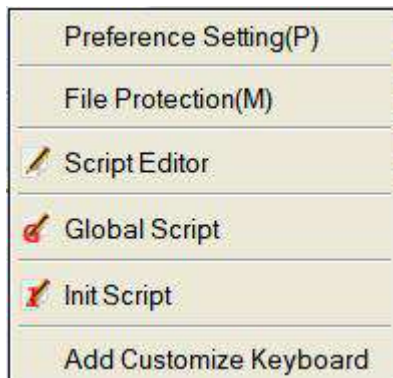 Preference Setting(P)
File Protection(M)
Script Editor
Global Script
Init Script
Add Customize Keyboard